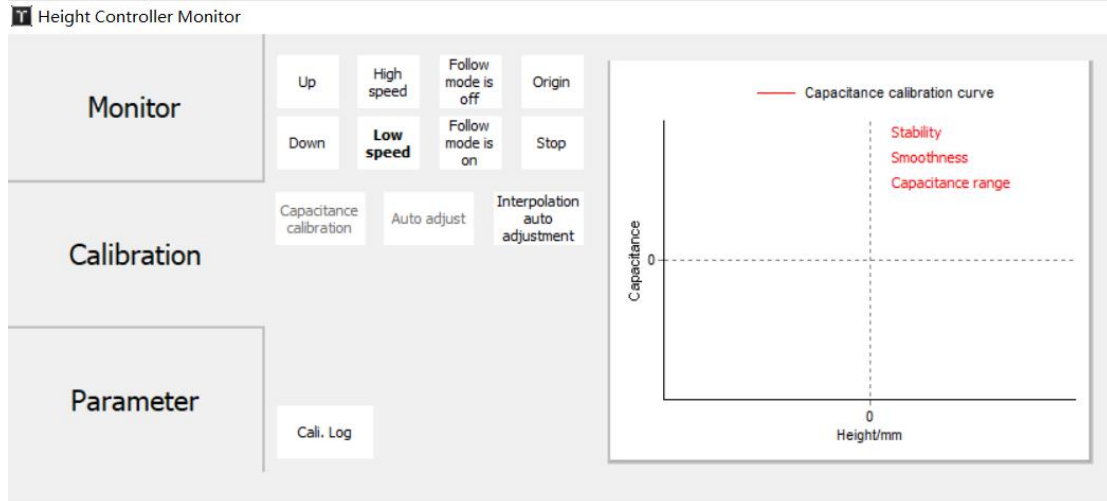 Height Controller Monitor
Monitor
Calibration
Parameter
Up
High
speed
Follow
mode is
off
Origin
Down
Low
speed
Follow
mode is
on
Stop
Capacitance
calibration
Auto adjust
Interpolation
auto
adjustment
Cali. Log
Capacitance calibration curve
Stability
Smoothness
Capacitance range
Capacitance
0
0
Height/mm